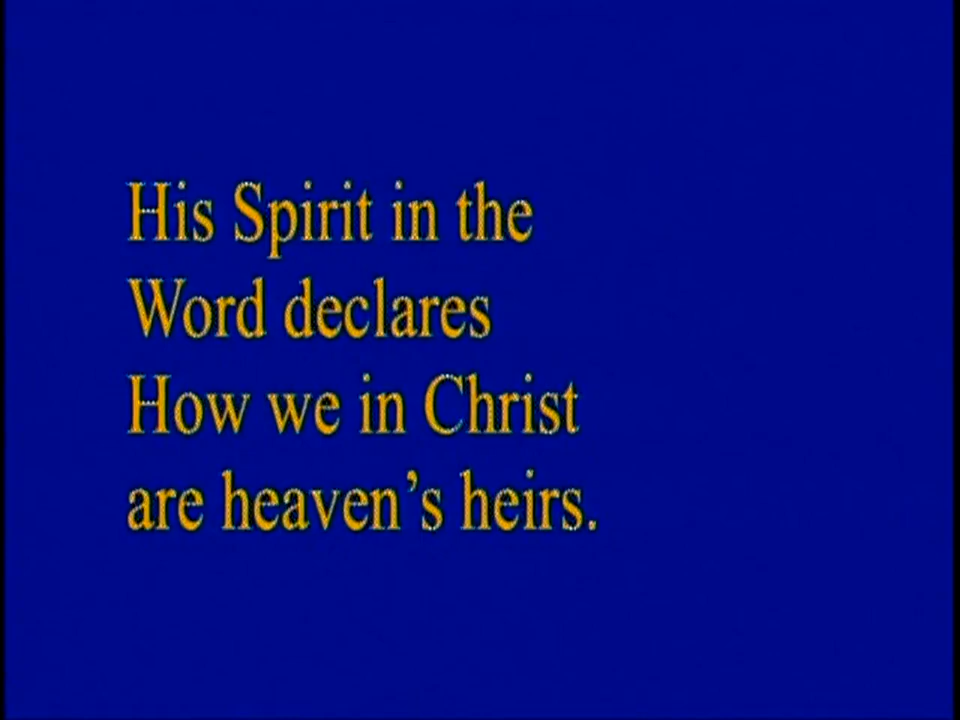 His Spirit in the
Word declares
How we in Christ
are heaven’s heirs.